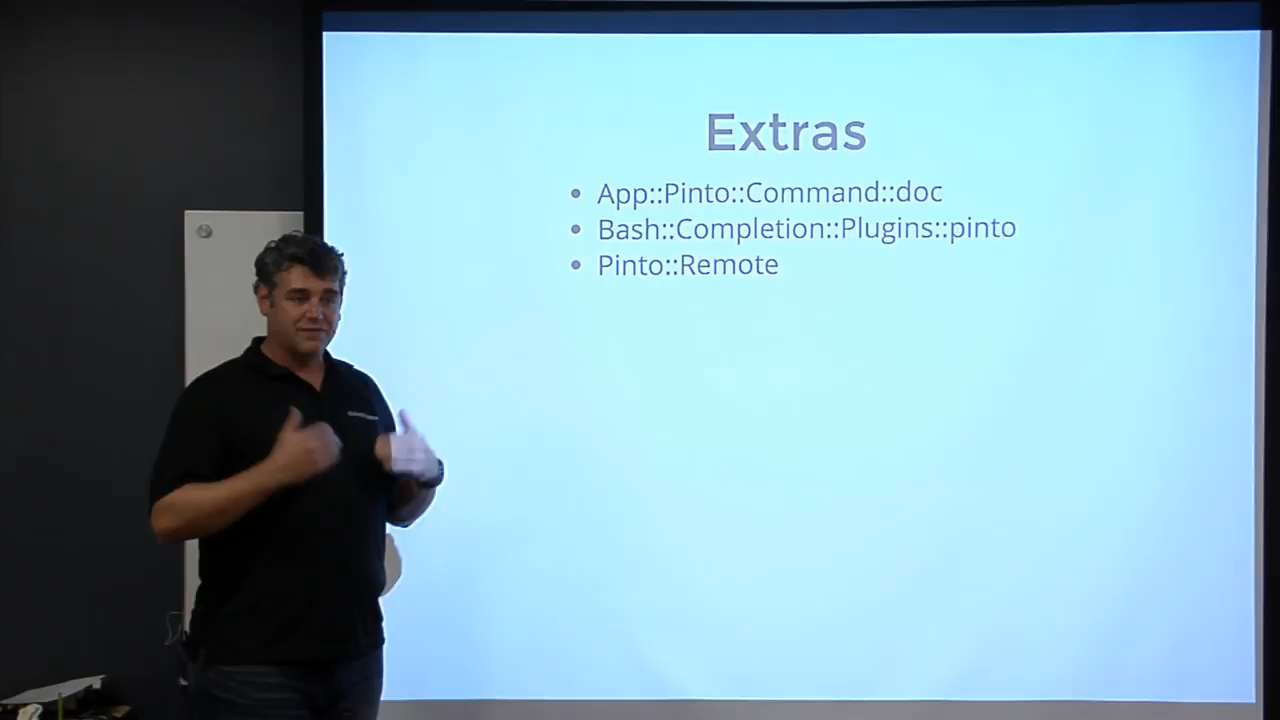 Extras
• App::Pinto::Command::doc
• Bash::Completion::Plugins::pinto
• Pinto::Remote